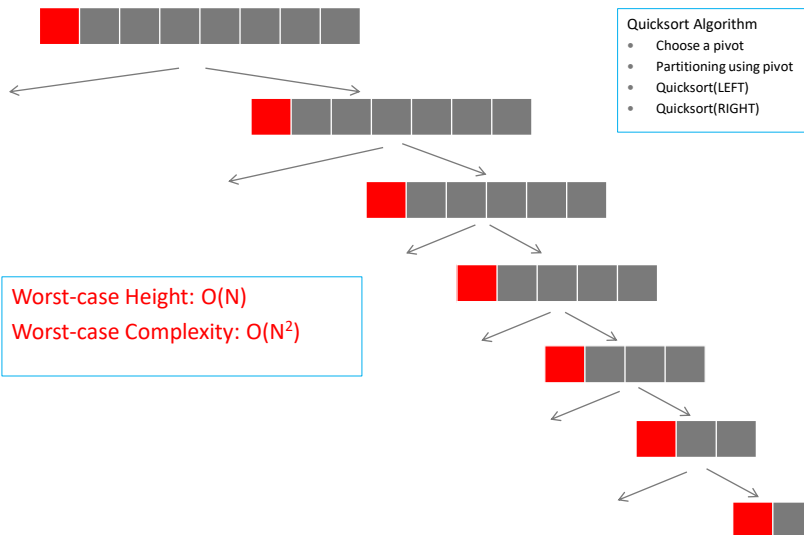 Quicksort Algorithm
• Choose a pivot
• Partitioning using pivot
• Quicksort(LEFT)
• Quicksort(RIGHT)
Worst-case Height: O(N)
Worst-case Complexity: O(N²)